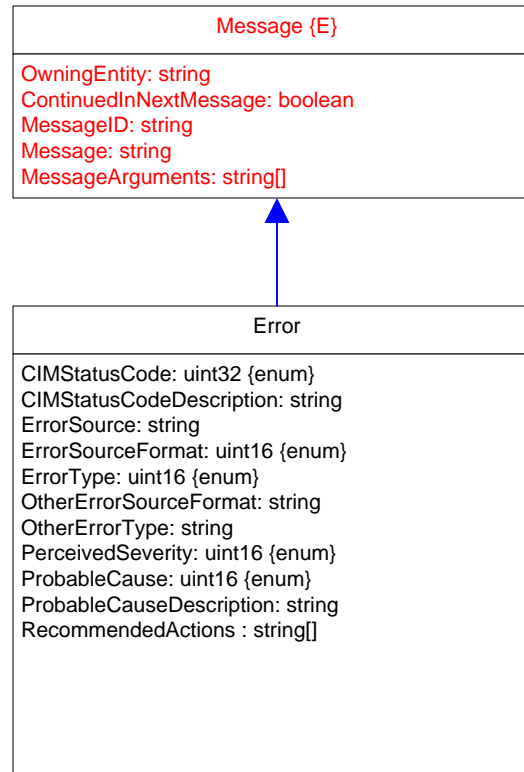 Message {E}
OwningEntity: string
ContinuedInNextMessage: boolean
MessageID: string
Message: string
MessageArguments: string[]
Error
CIMStatusCode: uint32 {enum}
CIMStatusCodeDescription: string
ErrorSource: string
ErrorSourceFormat: uint16 {enum}
ErrorType: uint16 {enum}
OtherErrorSourceFormat: string
OtherErrorType: string
PerceivedSeverity: uint16 {enum}
ProbableCause: uint16 {enum}
ProbableCauseDescription: string
RecommendedActions : string[]